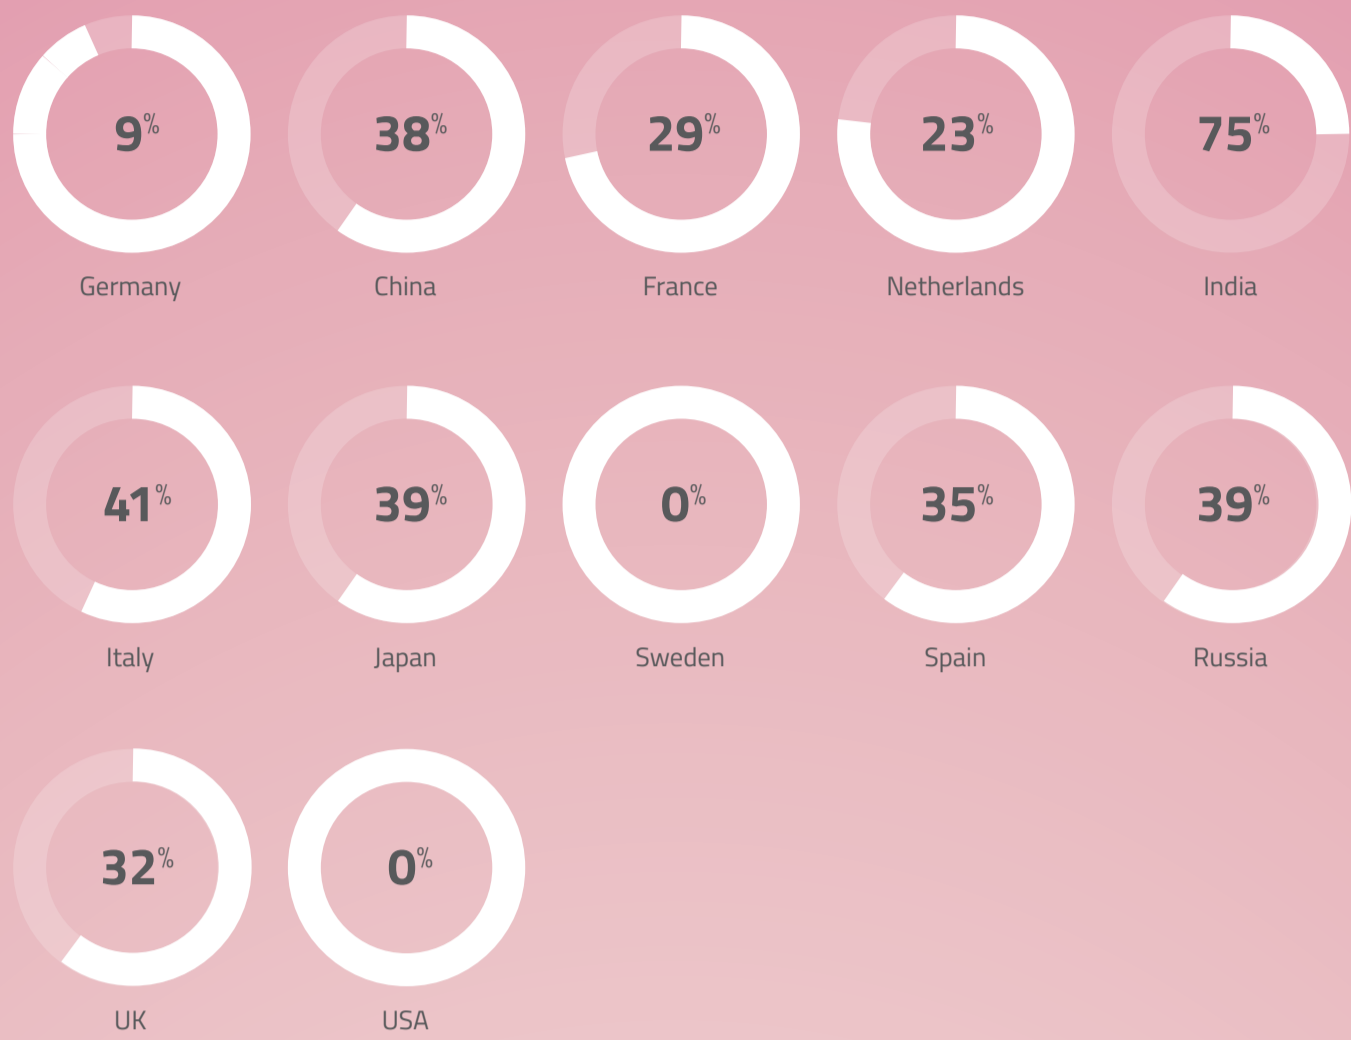 9% 38% 29% 23% 75%
Germany China France Netherlands India
41% 39% 0% 35% 39%
Italy Japan Sweden Spain Russia
32% 0%
UK USA